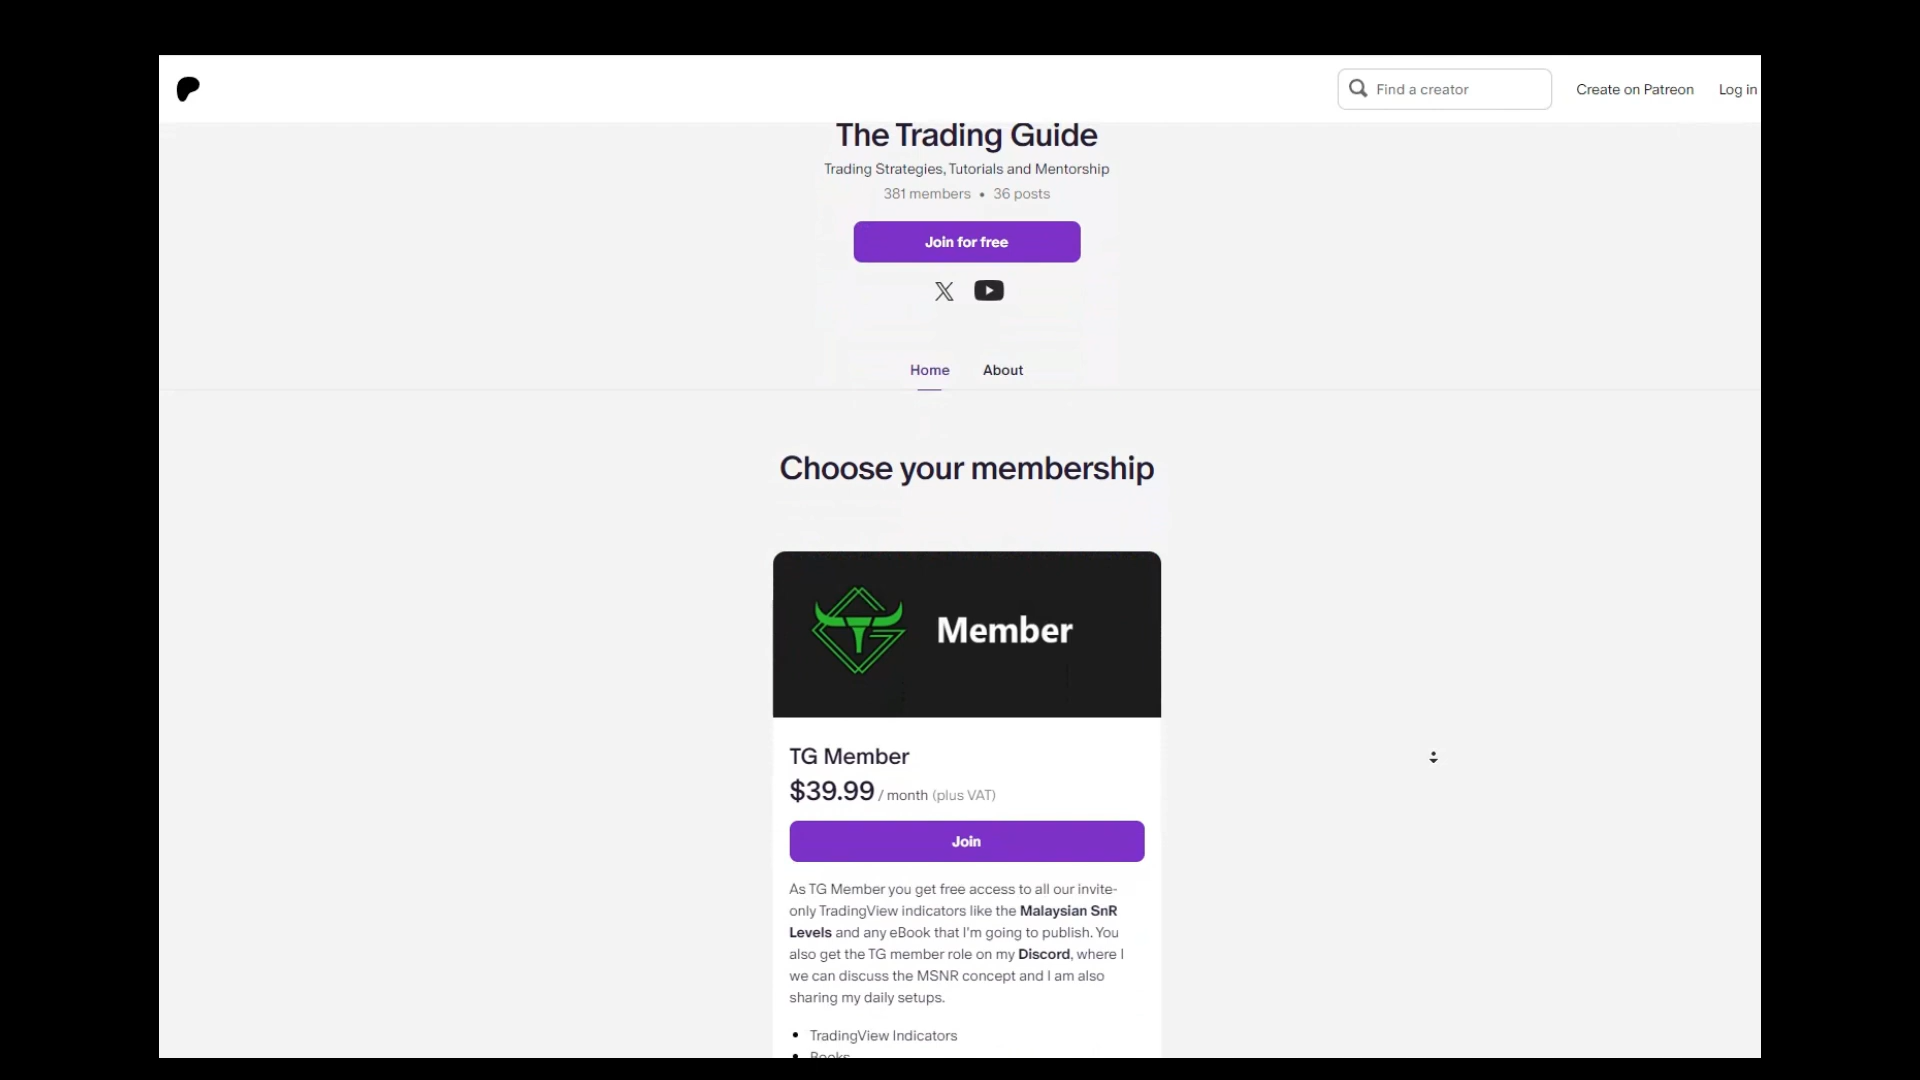 Find a creator
Create on Patreon
Log in
The Trading Guide
Trading Strategies, Tutorials and Mentorship
381 members • 36 posts
Join for free
Home
About
Choose your membership
Member
TG Member
$39.99 / month (plus VAT)
Join
As TG Member you get free access to all our invite-
only TradingView indicators like the Malaysian SnR
Levels and any eBook that I'm going to publish. You
also get the TG member role on my Discord, where I
we can discuss the MSNR concept and I am also
sharing my daily setups.
• TradingView Indicators
• Books